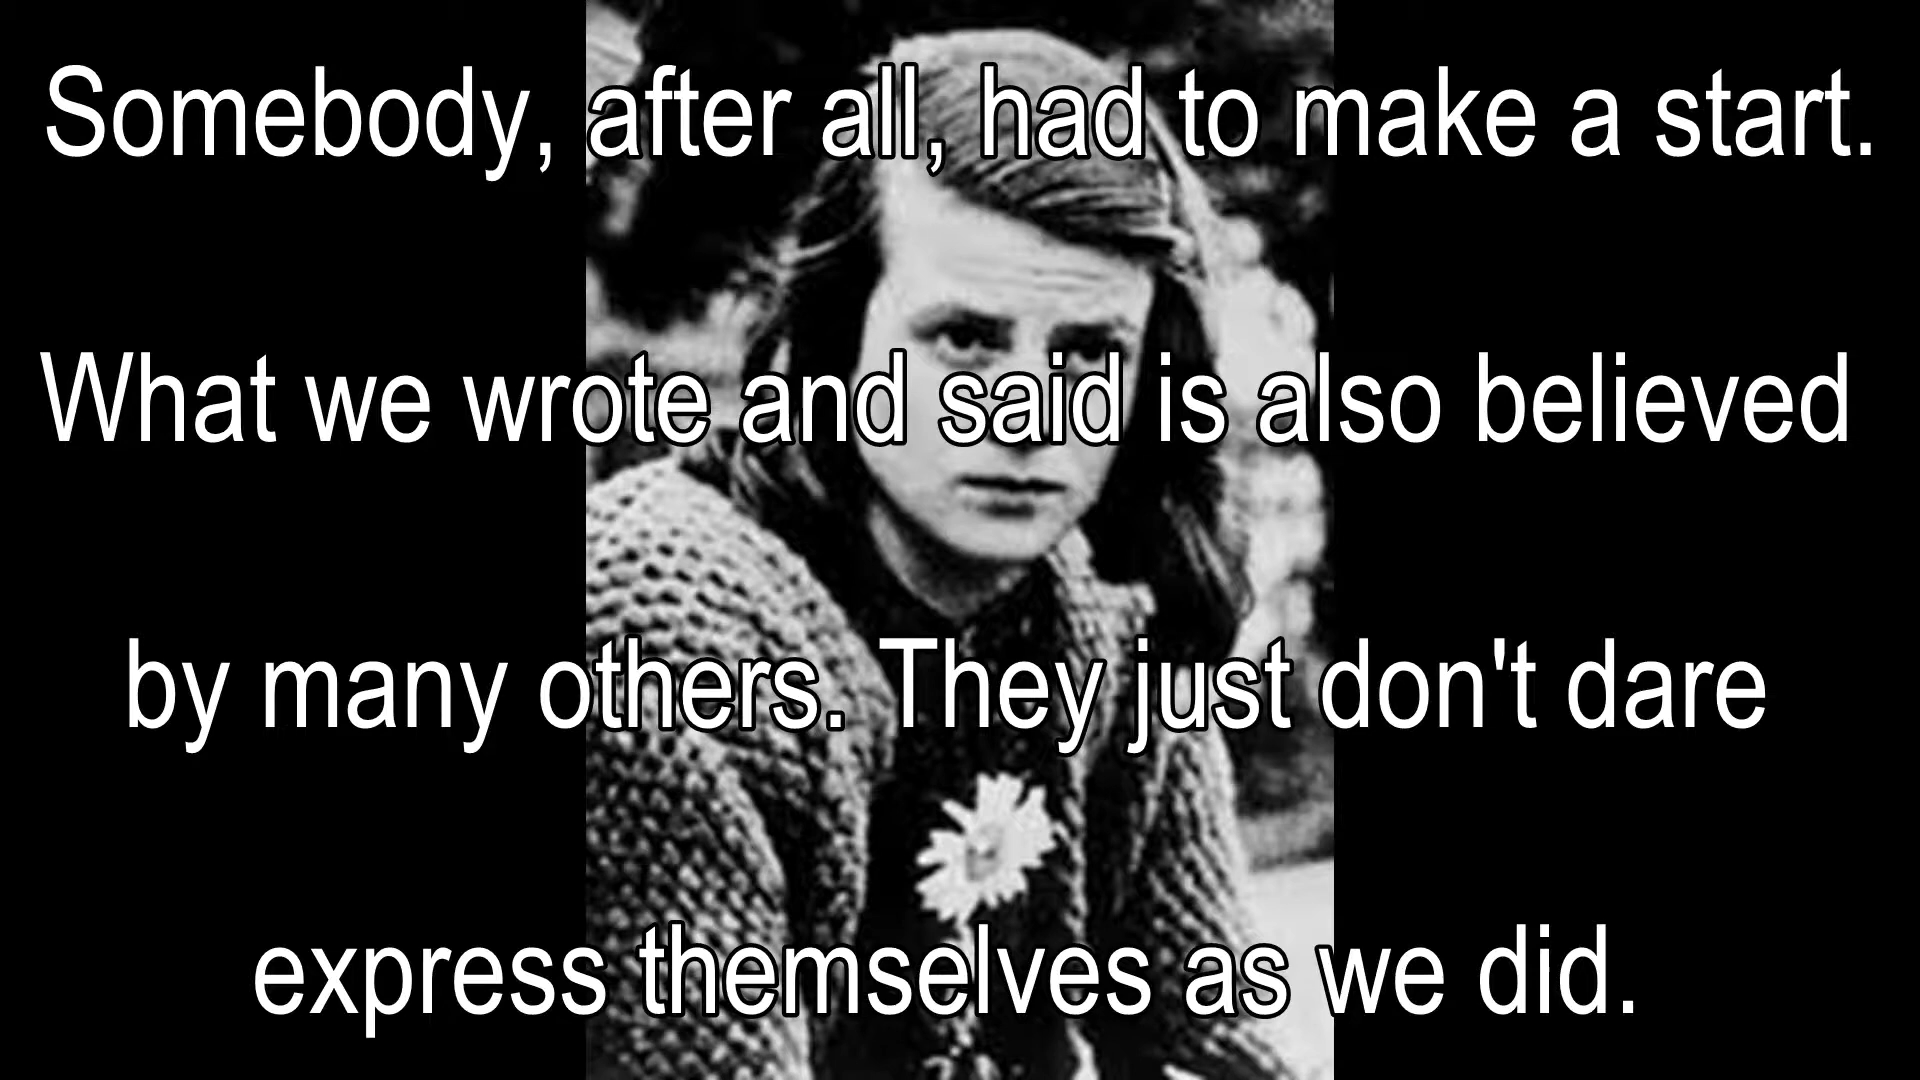 Somebody, after all, had to make a start.
What we wrote and said is also believed
by many others. They just don't dare
express themselves as we did.